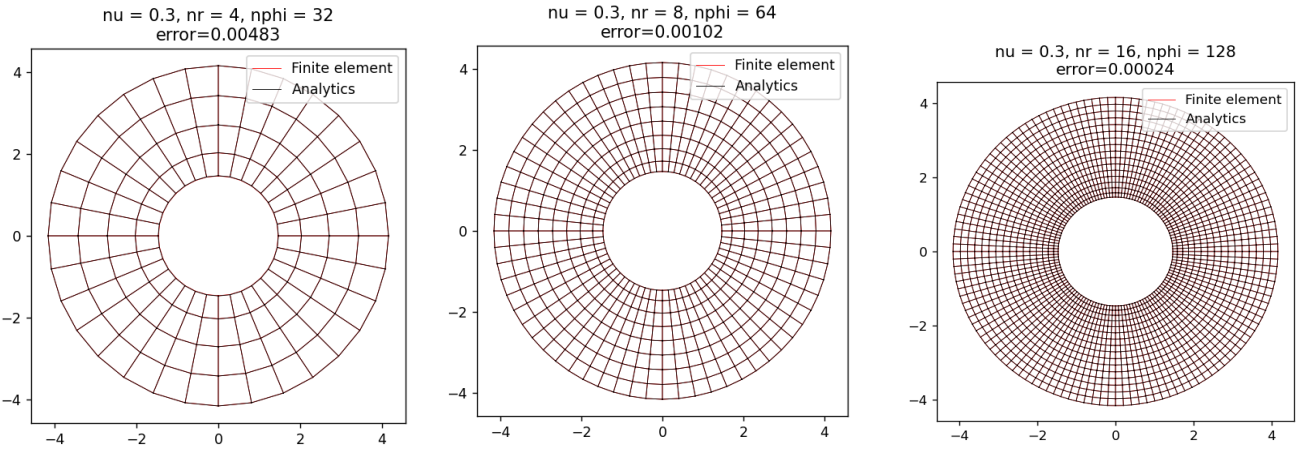 nu = 0.3, nr = 4, nphi = 32
error=0.00483
Finite element
Analytics
4
2
0
−2
−4
−4
−2
0
2
4
nu = 0.3, nr = 8, nphi = 64
error=0.00102
Finite element
Analytics
4
2
0
−2
−4
−4
−2
0
2
4
nu = 0.3, nr = 16, nphi = 128
error=0.00024
Finite element
Analytics
4
2
0
−2
−4
−4
−2
0
2
4